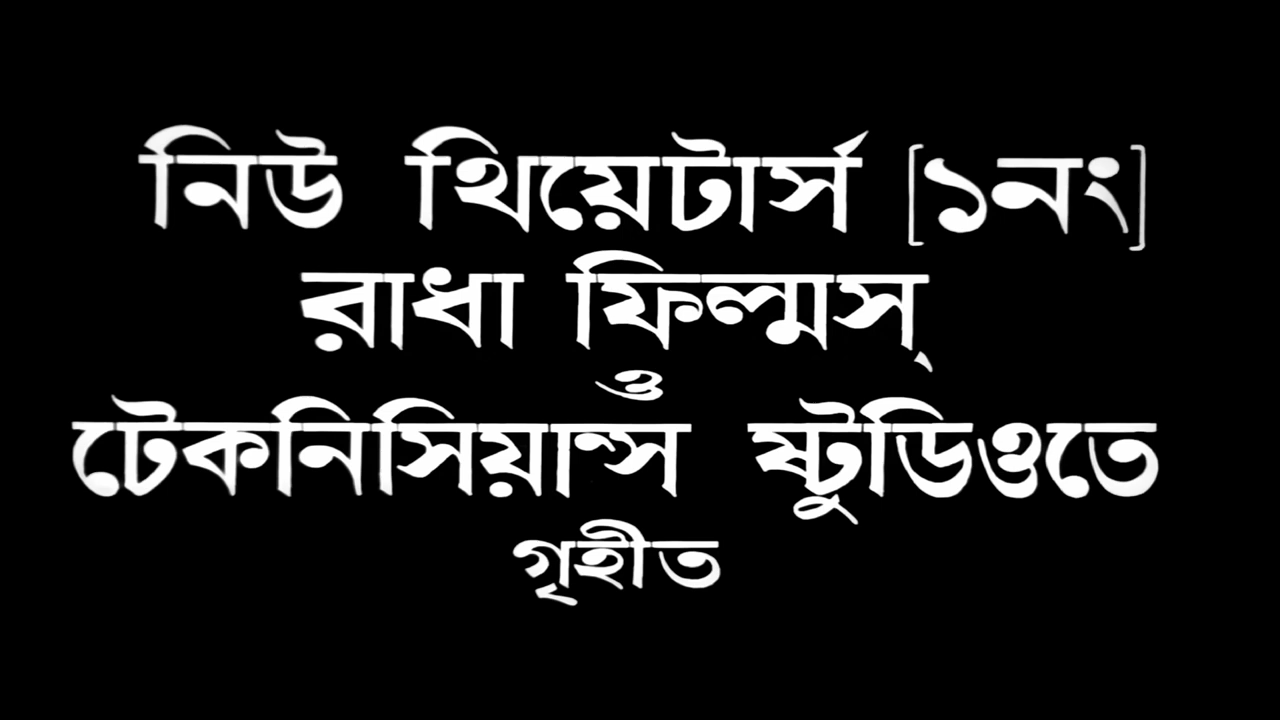 নিউ থিয়েটার্স [১নং]
রাধা ফিল্মস্
ও
টেকনিসিয়ান্স ষ্টুডিওতে
গৃহীত